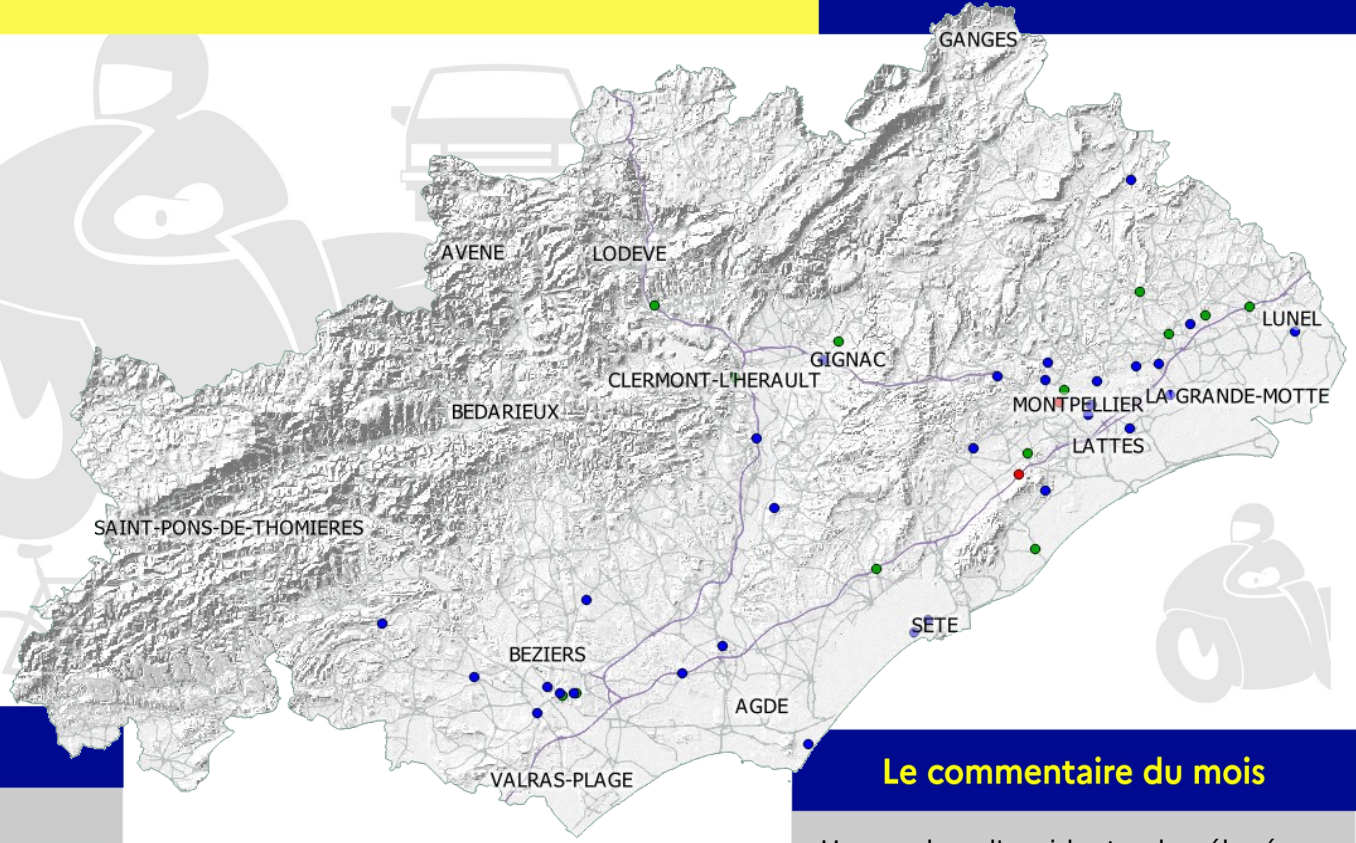 GANGES
AVENE
LODEVE
LUNEL
GIGNAC
CLERMONT-L'HERAULT
LA GRANDE-MOTTE
MONTPELLIER
BEDARIEUX
LATTES
SAINT-PONS-DE-THOMIERES
SETE
BEZIERS
AGDE
VALRAS-PLAGE
Le commentaire du mois